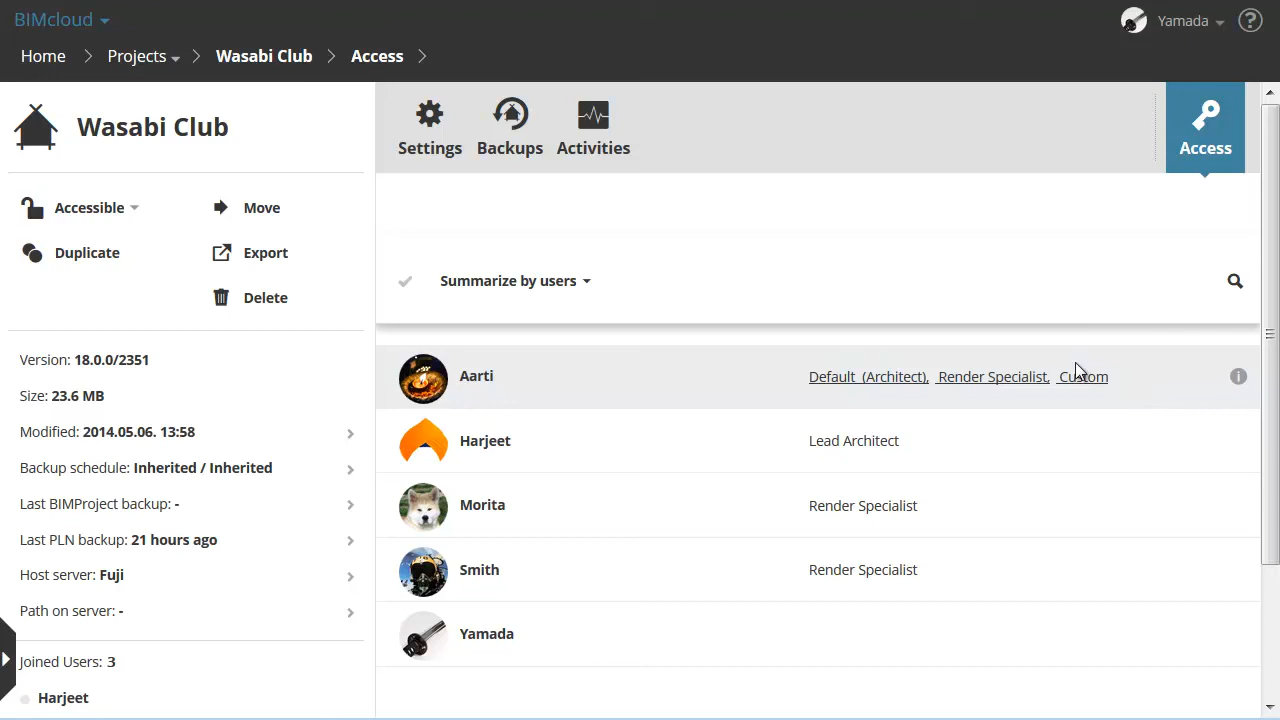 BIMcloud
Yamada
Home Projects Wasabi Club Access
Wasabi Club
Accessible
Move
Duplicate
Export
Delete
Version: 18.0.0/2351
Size: 23.6 MB
Modified: 2014.05.06. 13:58
Backup schedule: Inherited / Inherited
Last BIMProject backup: -
Last PLN backup: 21 hours ago
Host server: Fuji
Path on server: -
Joined Users: 3
Harjeet
Settings
Backups
Activities
Access
Summarize by users
Aarti Default (Architect), Render Specialist, Custom
Harjeet Lead Architect
Morita Render Specialist
Smith Render Specialist
Yamada